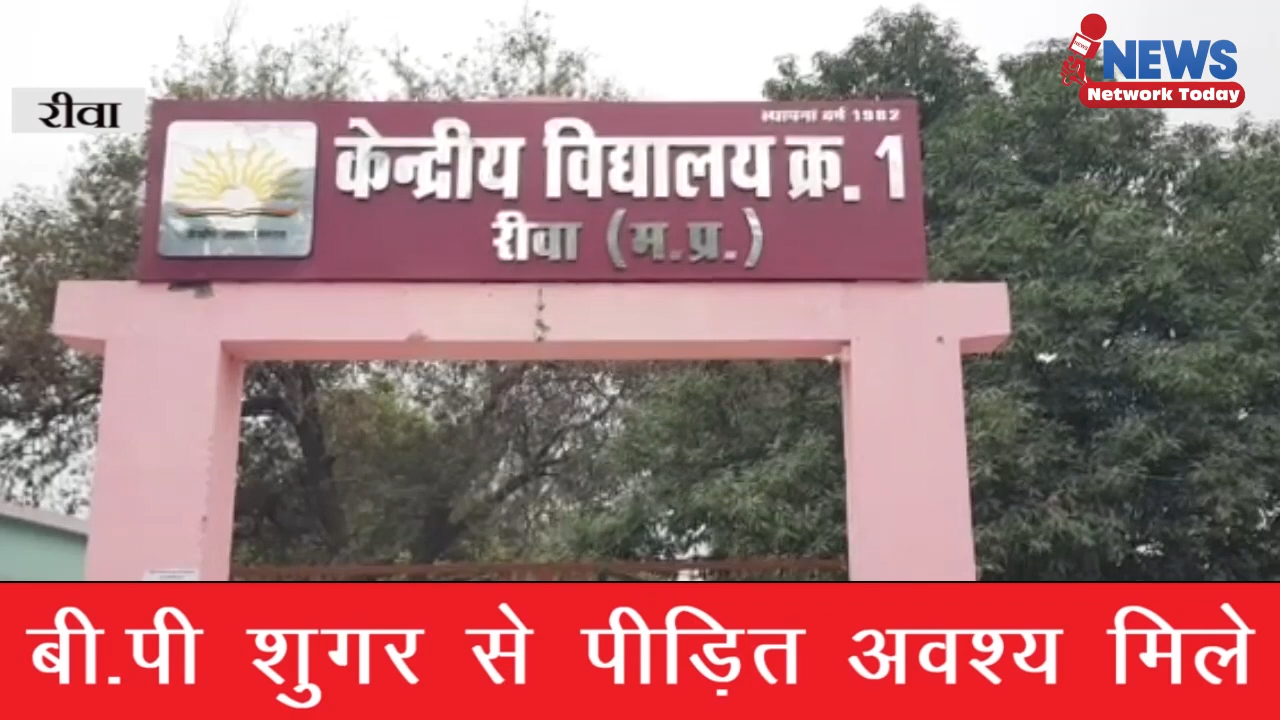 NEWS
Network Today
रीवा
स्थापना वर्ष 1982
केन्द्रीय विद्यालय क्र. 1
रीवा (म.प्र.)
बी.पी शुगर से पीड़ित अवश्य मिले